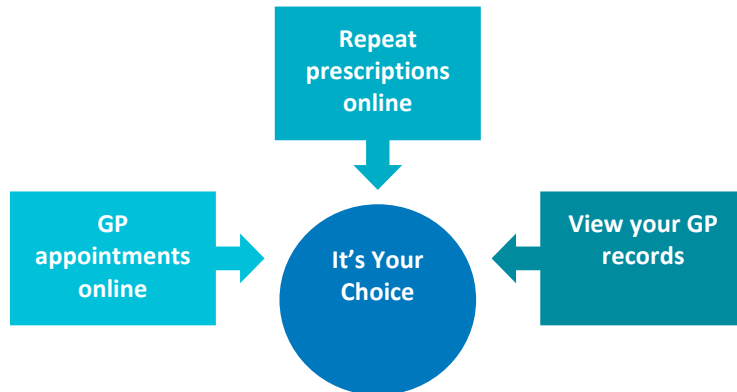 Repeat
prescriptions
online
GP
appointments
online
It’s Your
Choice
View your GP
records